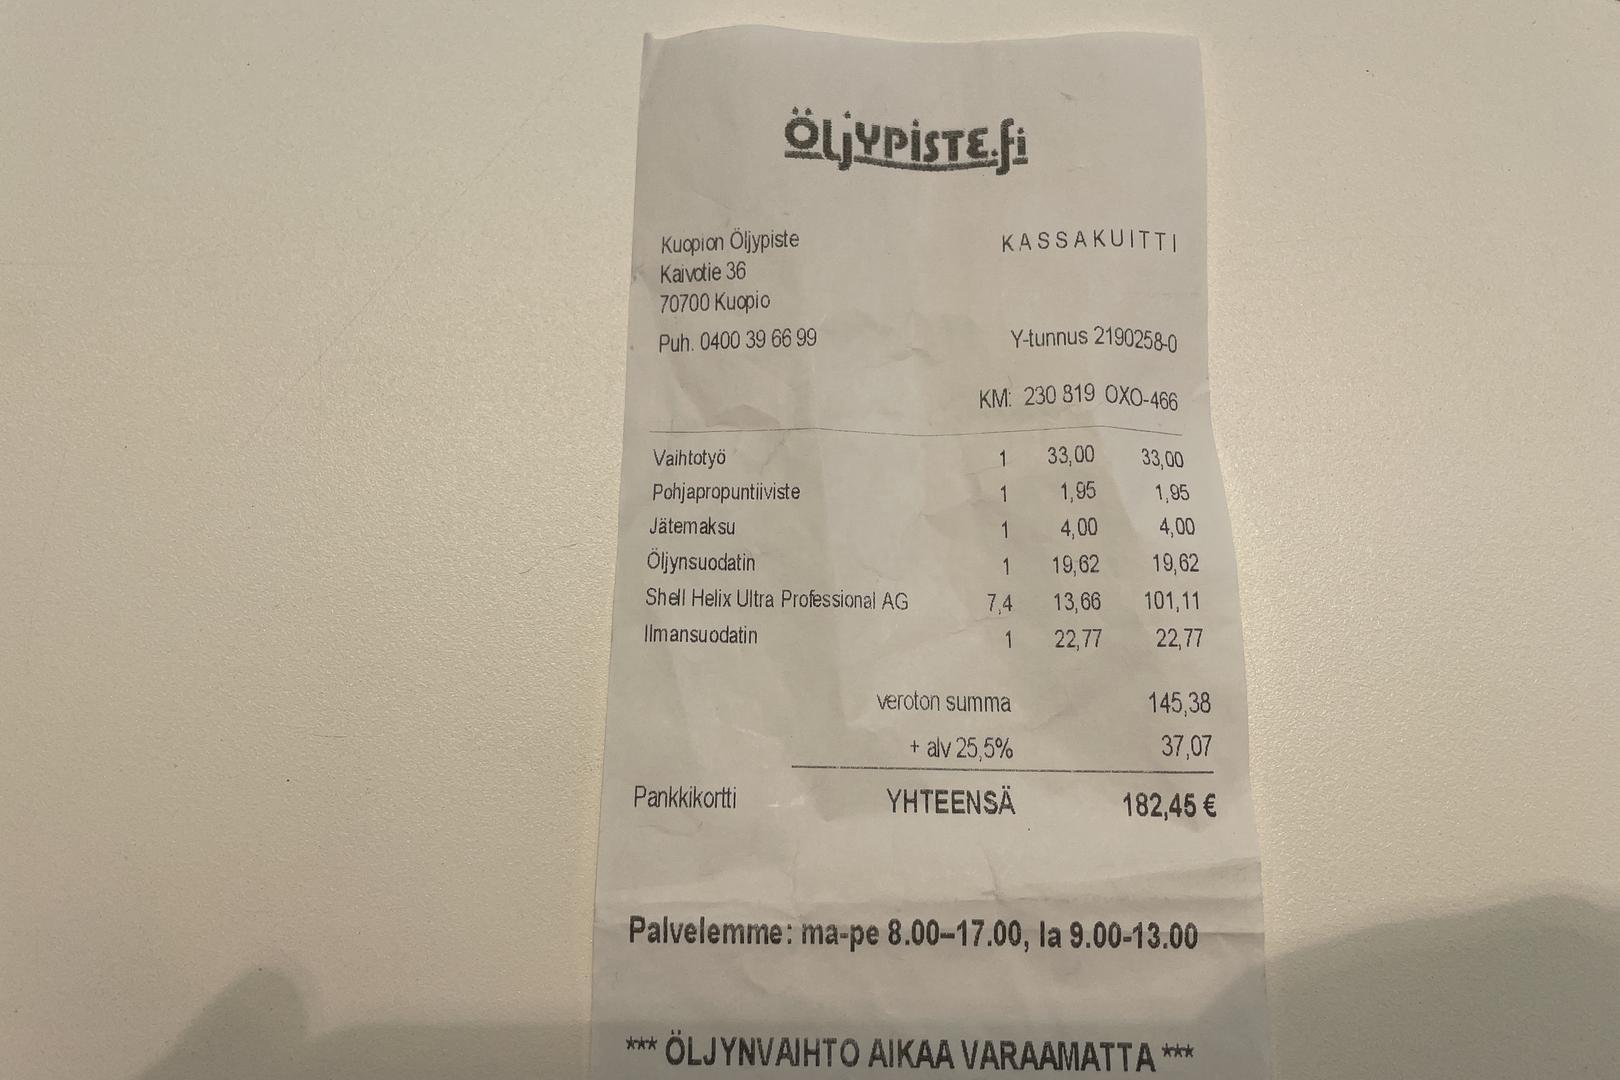 ÖLJYPISTE.fi
Kuopion Öljypiste KASSAKUITTI
Kaivotie 36
70700 Kuopio
Puh. 0400 39 66 99 Y-tunnus 2190258-0
KM: 230 819 OXO-466
Vaihtotyö 1 33,00 33,00
Pohjapropuntiiviste 1 1,95 1,95
Jätemaksu 1 4,00 4,00
Öljynsuodatin 1 19,62 19,62
Shell Helix Ultra Professional AG 7,4 13,66 101,11
Ilmansuodatin 1 22,77 22,77
veroton summa 145,38
+ alv 25,5% 37,07
Pankkikortti YHTEENSÄ 182,45 €
Palvelemme: ma-pe 8.00–17.00, la 9.00-13.00
*** ÖLJYNVAIHTO AIKAA VARAAMATTA ***